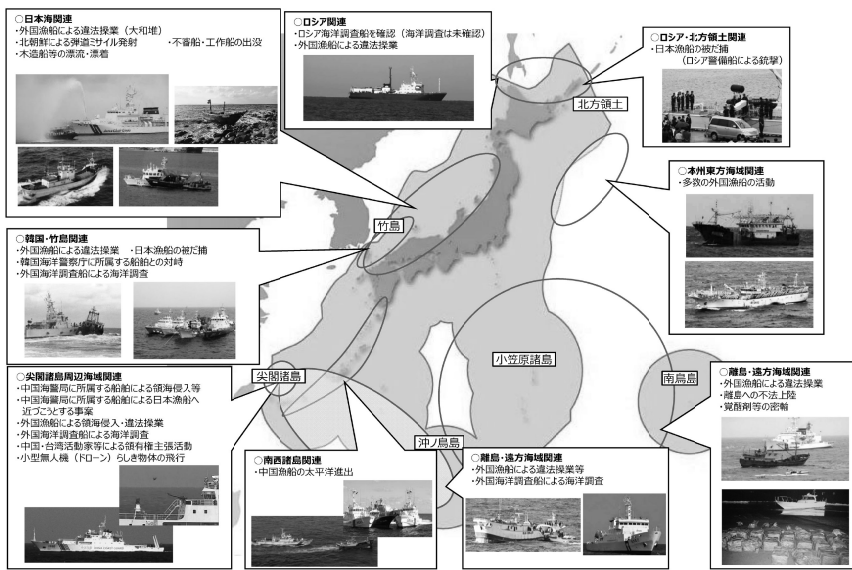 ○日本海関連
・外国漁船による違法操業（大和堆）
・北朝鮮による弾道ミサイル発射　・不審船・工作船の出没
・木造船等の漂流・漂着
○ロシア関連
・ロシア海洋調査船を確認（海洋調査は未確認）
・外国漁船による違法操業
○ロシア・北方領土関連
・日本漁船の被だ捕
（ロシア警備船による銃撃）
北方領土
○本州東方海域関連
・多数の外国漁船の活動
竹島
○韓国・竹島関連
・外国漁船による違法操業　・日本漁船の被だ捕
・韓国海洋警察庁に所属する船舶との対峙
・外国海洋調査船による海洋調査
尖閣諸島
小笠原諸島
南鳥島
沖ノ鳥島
○尖閣諸島周辺海域関連
・中国海警局に所属する船舶による領海侵入等
・中国海警局に所属する船舶による日本漁船へ
近づこうとする事案
・外国漁船による領海侵入・違法操業
・外国海洋調査船による海洋調査
・中国・台湾活動家等による領有権主張活動
・小型無人機（ドローン）らしき物体の飛行
○南西諸島関連
・中国漁船の太平洋進出
○離島・遠方海域関連
・外国漁船による違法操業等
・外国海洋調査船による海洋調査
○離島・遠方海域関連
・外国漁船による違法操業
・離島への不法上陸
・覚醒剤等の密輸